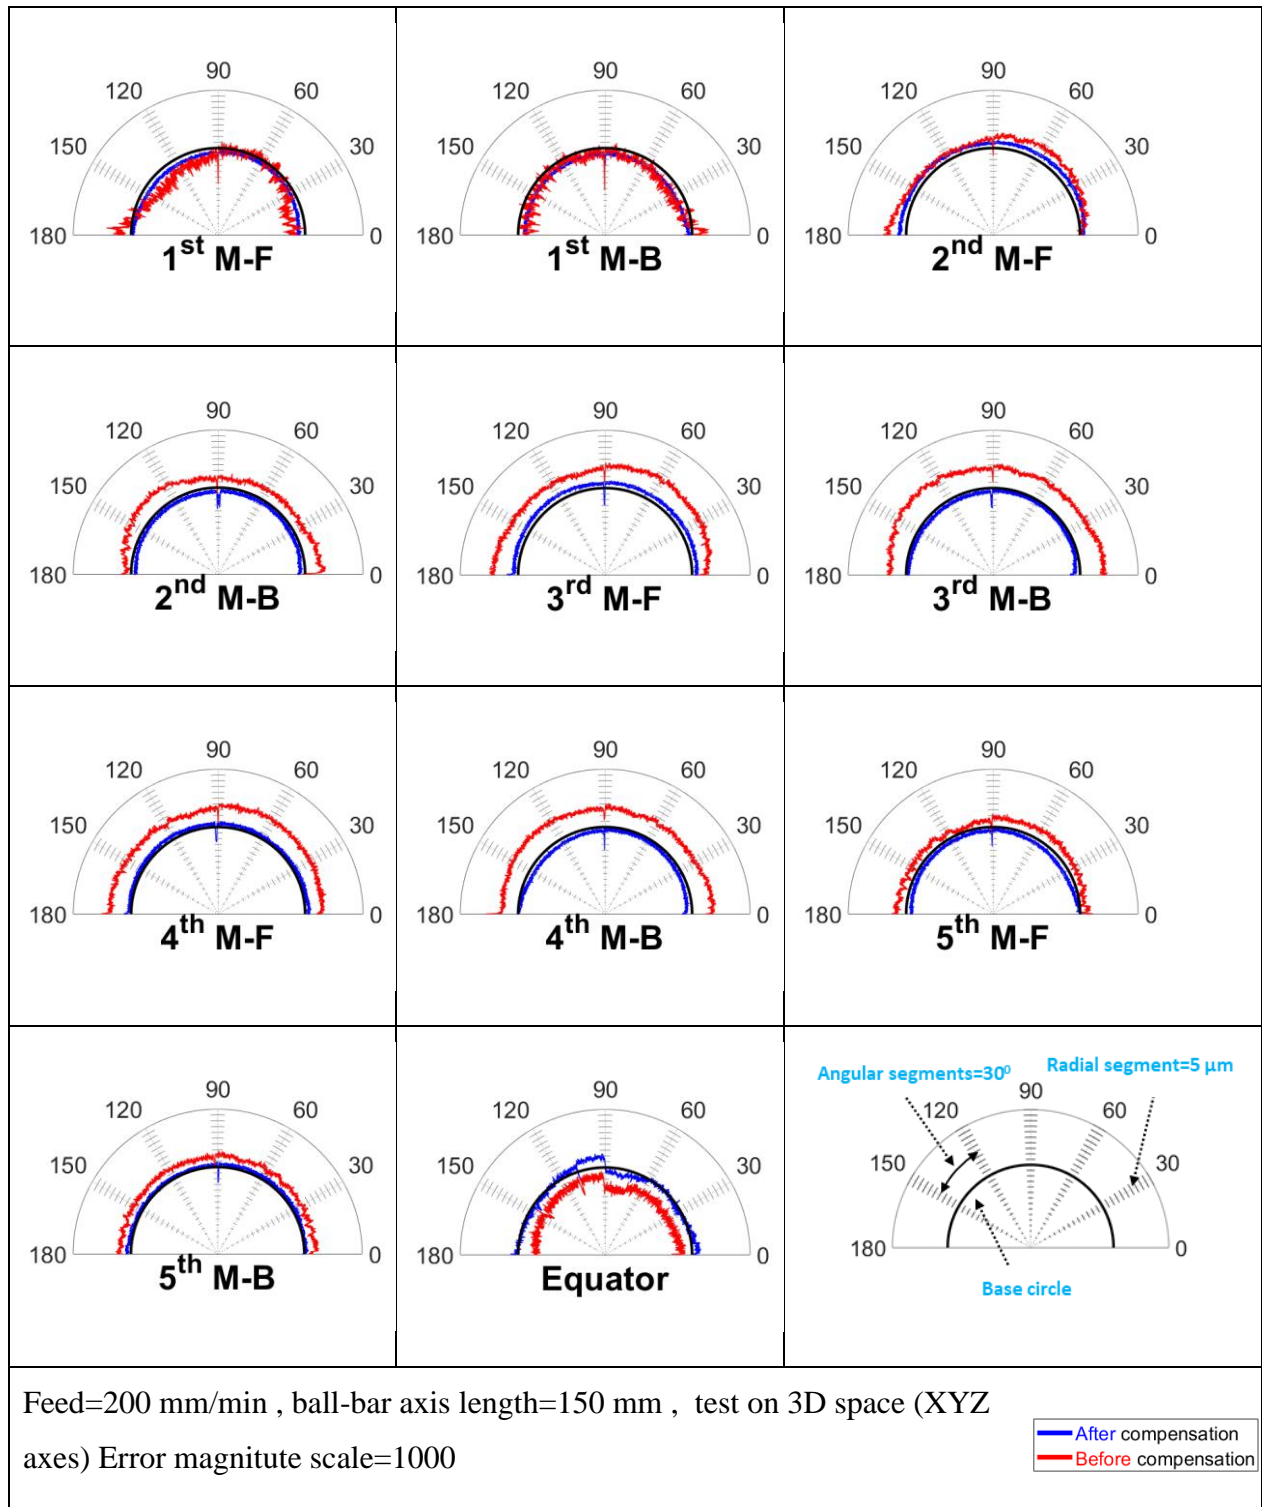 90
120 60
150 30
180 0
1st M-F
90
120 60
150 30
180 0
1st M-B
90
120 60
150 30
180 0
2nd M-F
90
120 60
150 30
180 0
2nd M-B
90
120 60
150 30
180 0
3rd M-F
90
120 60
150 30
180 0
3rd M-B
90
120 60
150 30
180 0
4th M-F
90
120 60
150 30
180 0
4th M-B
90
120 60
150 30
180 0
5th M-F
90
120 60
150 30
180 0
5th M-B
90
120 60
150 30
180 0
Equator
Angular segments=30⁰ Radial segment=5 µm
90
120 60
150 30
180 0
Base circle
Feed=200 mm/min , ball-bar axis length=150 mm , test on 3D space (XYZ
axes) Error magnitute scale=1000
After compensation
Before compensation